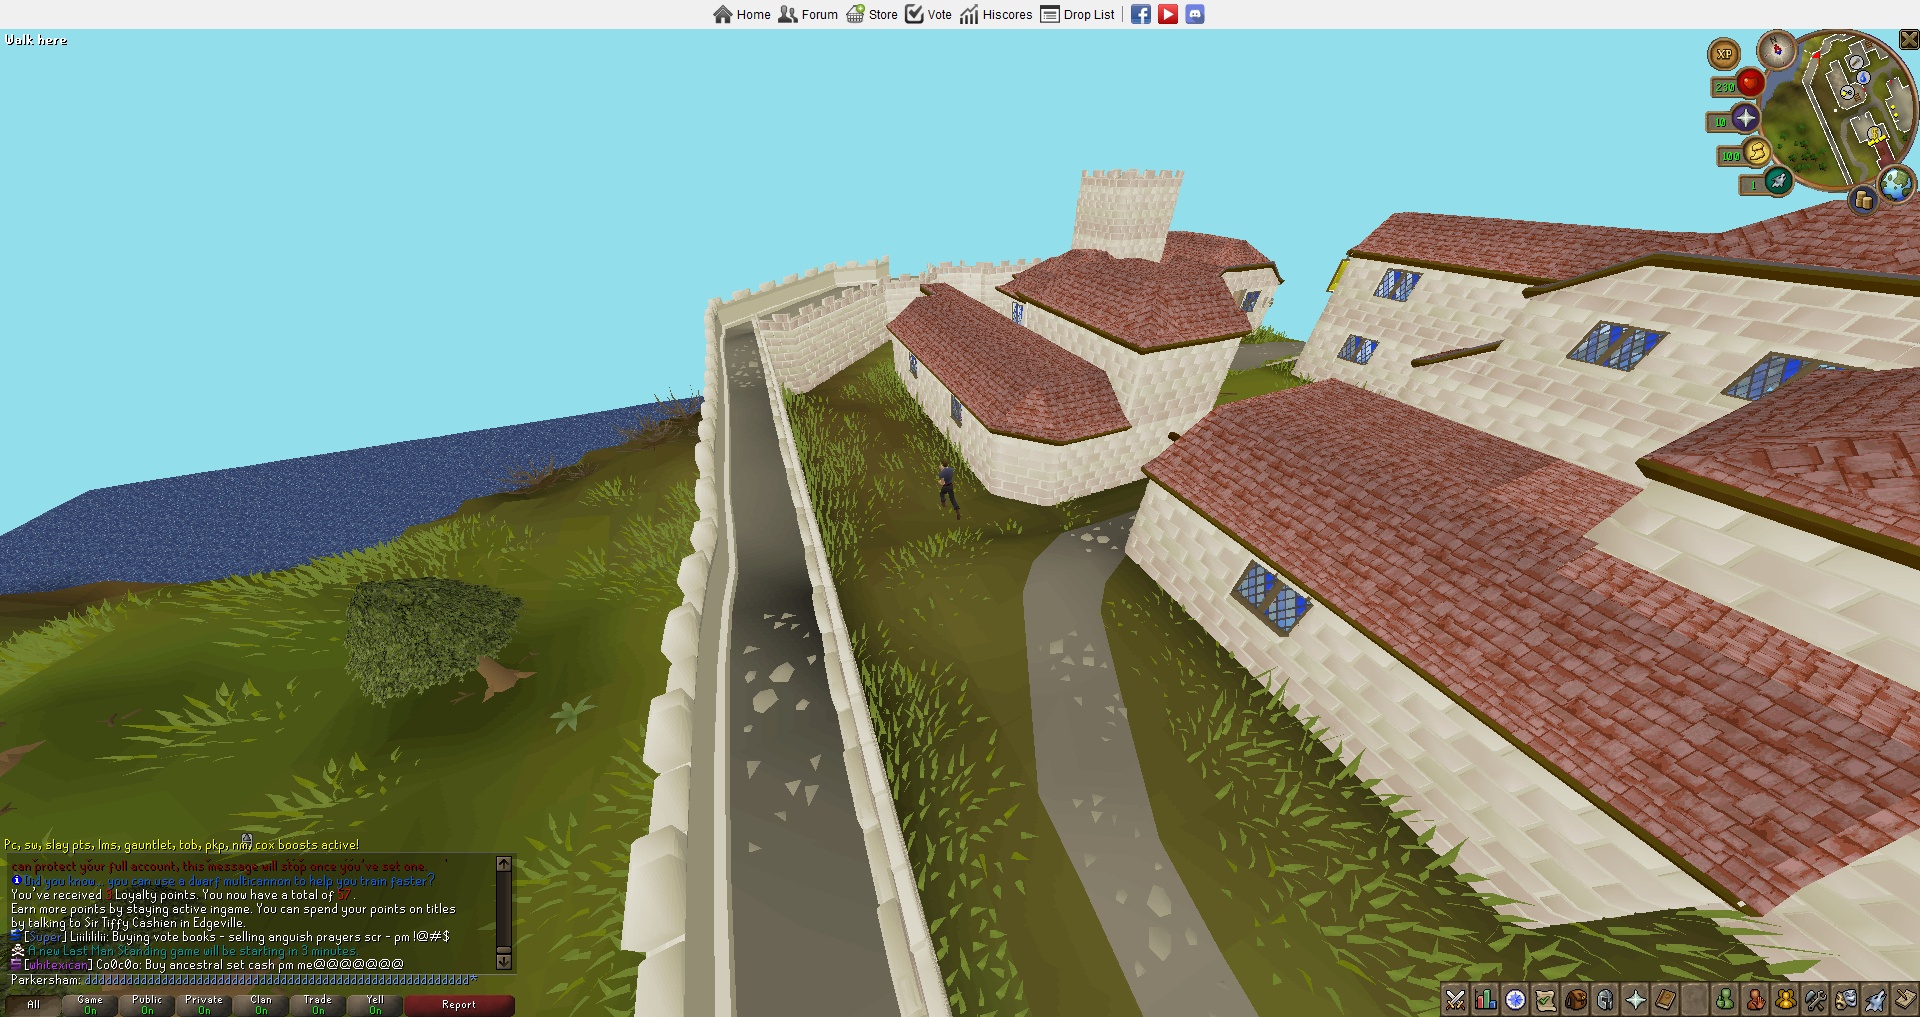 Home Forum Store Vote Hiscores Drop List
Walk here
XP
230
10
100
1
Pc, sw, slay pts, lms, gauntlet, tob, pkp, nm, cox boosts active!
can protect your full account, this message will stop once you've set one.
Did you know... you can use a dwarf multicannon to help you train faster?
You've received 3 Loyalty points. You now have a total of 57.
Earn more points by staying active ingame. You can spend your points on titles
by talking to Sir Tiffy Cashien in Edgeville.
[Super] Liiiliilii: Buying vote books - selling anguish prayers scr - pm !@#$
A new Last Man Standing game will be starting in 3 minutes.
[whitexican] Co0c0o: Buy ancestral set cash pm me@@@@@@@
Parkersham:
All Game Public Private Clan Trade Yell Report
On On On On On On